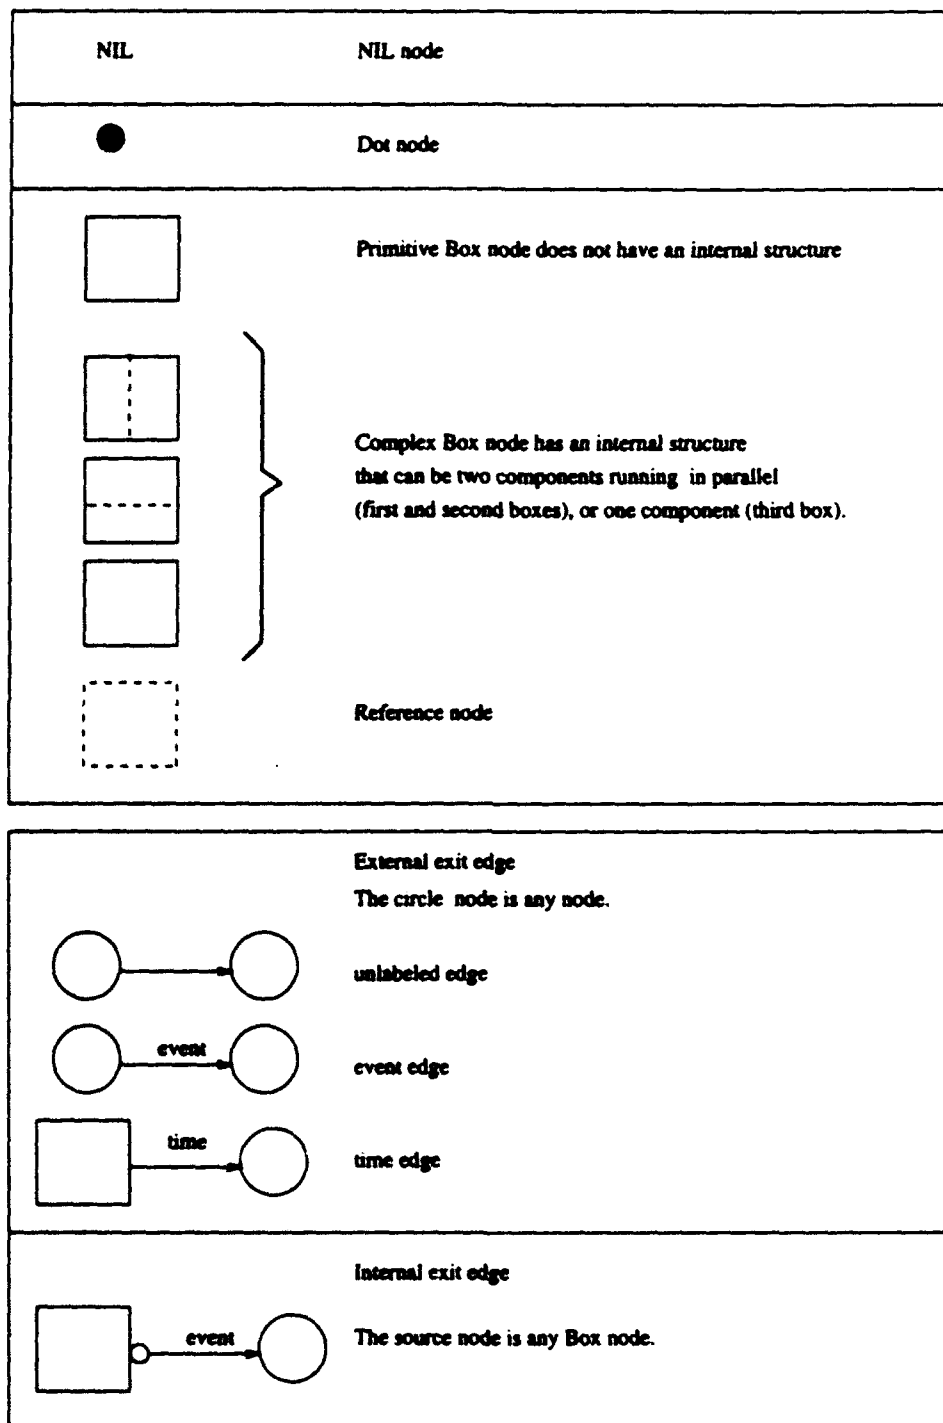 NIL NIL node
Dot node
Primitive Box node does not have an internal structure
Complex Box node has an internal structure
that can be two components running in parallel
(first and second boxes), or one component (third box).
Reference node
External exit edge
The circle node is any node.
unlabeled edge
event event edge
time time edge
Internal exit edge
event The source node is any Box node.